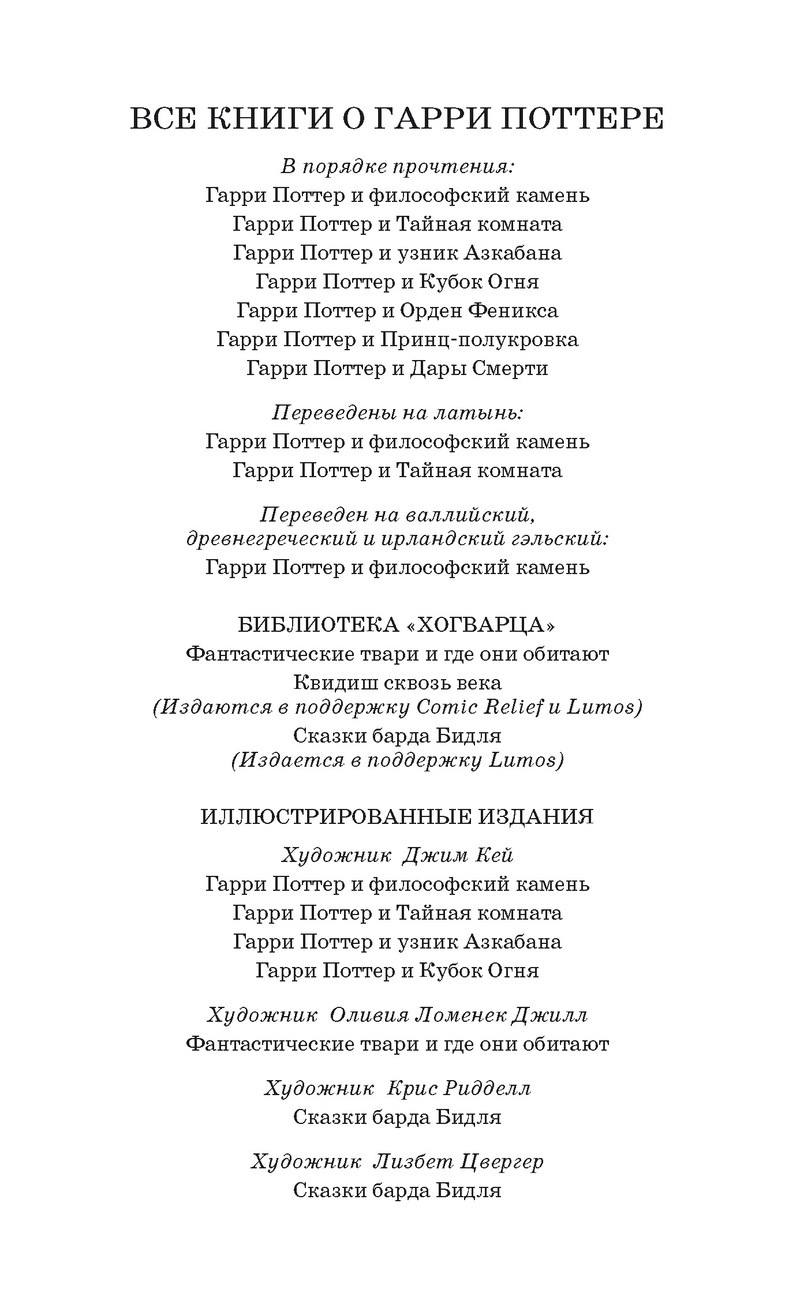 ВСЕ КНИГИ О ГАРРИ ПОТТЕРЕ
В порядке прочтения:
Гарри Поттер и философский камень
Гарри Поттер и Тайная комната
Гарри Поттер и узник Азкабана
Гарри Поттер и Кубок Огня
Гарри Поттер и Орден Феникса
Гарри Поттер и Принц-полукровка
Гарри Поттер и Дары Смерти
Переведены на латынь:
Гарри Поттер и философский камень
Гарри Поттер и Тайная комната
Переведен на валлийский,
древнегреческий и ирландский гэльский:
Гарри Поттер и философский камень
БИБЛИОТЕКА «ХОГВАРЦА»
Фантастические твари и где они обитают
Квидиш сквозь века
(Издаются в поддержку Comic Relief и Lumos)
Сказки барда Бидля
(Издается в поддержку Lumos)
ИЛЛЮСТРИРОВАННЫЕ ИЗДАНИЯ
Художник Джим Кей
Гарри Поттер и философский камень
Гарри Поттер и Тайная комната
Гарри Поттер и узник Азкабана
Гарри Поттер и Кубок Огня
Художник Оливия Ломенек Джилл
Фантастические твари и где они обитают
Художник Крис Ридделл
Сказки барда Бидля
Художник Лизбет Цвергер
Сказки барда Бидля